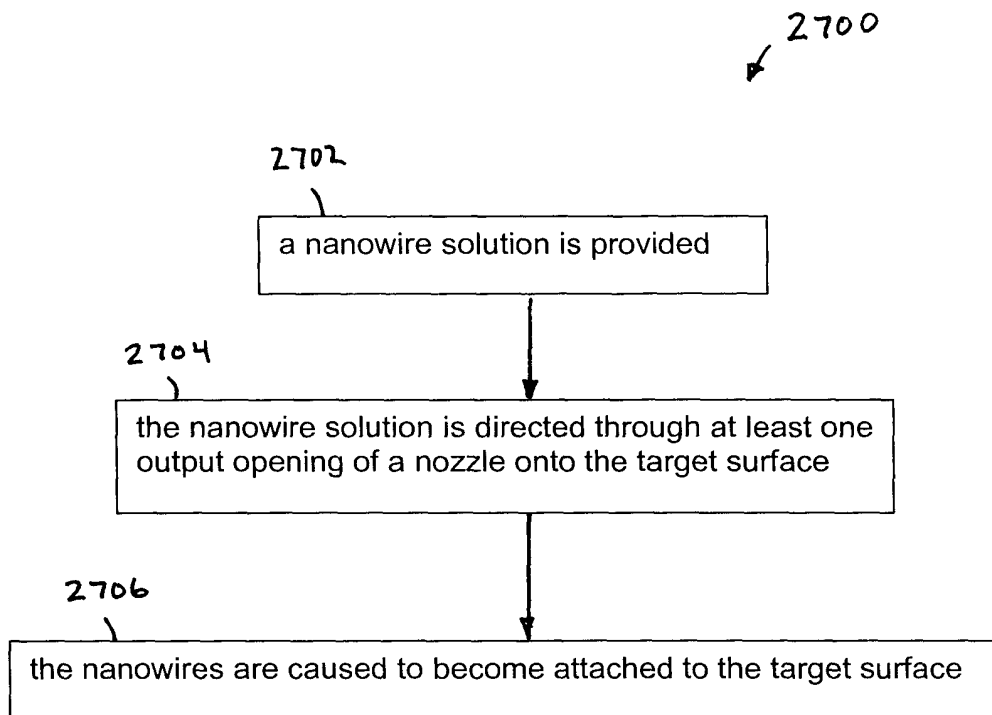 2700
2702
a nanowire solution is provided
2704
the nanowire solution is directed through at least one
output opening of a nozzle onto the target surface
2706
the nanowires are caused to become attached to the target surface